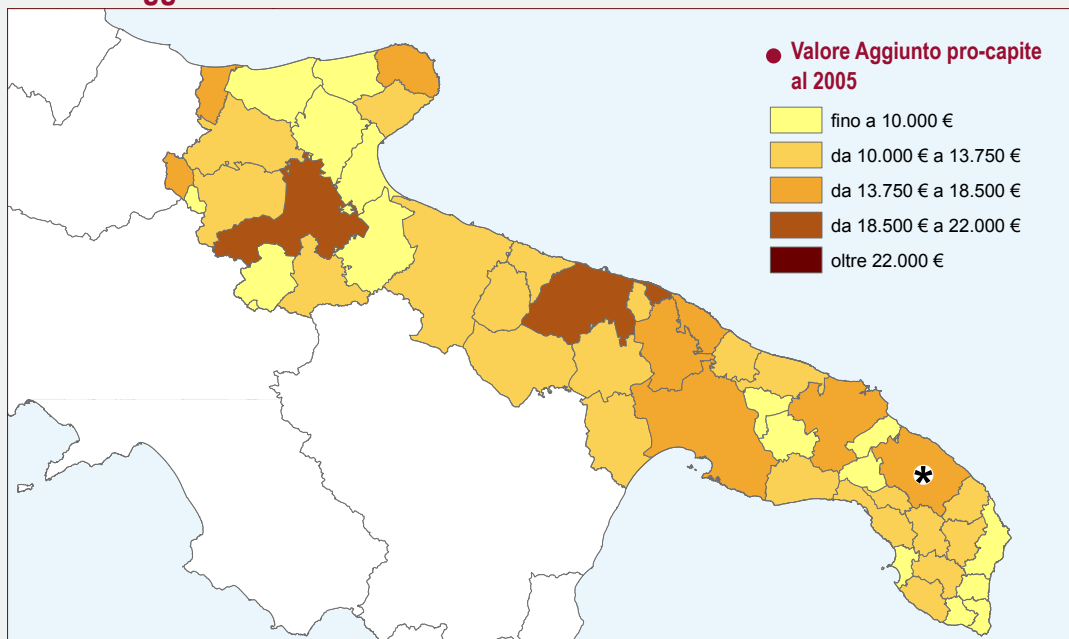 Valore Aggiunto pro-capite
al 2005
fino a 10.000 €
da 10.000 € a 13.750 €
da 13.750 € a 18.500 €
da 18.500 € a 22.000 €
oltre 22.000 €
*